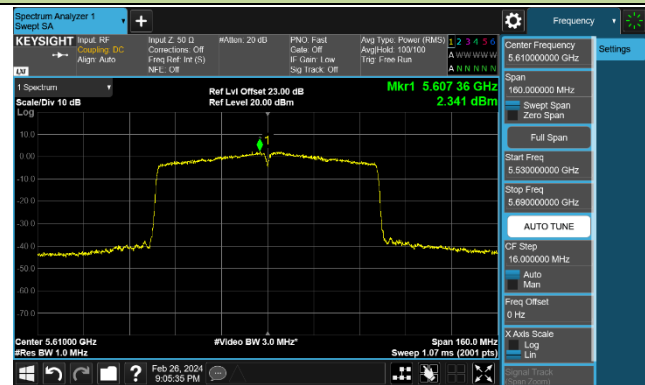 Spectrum Analyzer 1
Swept SA
Frequency
KEYSIGHT
Input: RF
Coupling: DC
Align: Auto
Input Z: 50 Ω
Corrections: Off
Freq Ref: Int (S)
NFE: Off
#Atten: 20 dB
PNO: Fast
Gate: Off
IF Gain: Low
Sig Track: Off
Avg Type: Power (RMS)
Avg|Hold: 100/100
Trig: Free Run
1 2 3 4 5 6
A W W W W W
A N N N N N
LXI
1 Spectrum
Scale/Div 10 dB
Log
Ref Lvl Offset 23.00 dB
Ref Level 20.00 dBm
Mkr1 5.607 36 GHz
2.341 dBm
1
10.0
0.00
-10.0
-20.0
-30.0
-40.0
-50.0
-60.0
-70.0
Center 5.61000 GHz
#Res BW 1.0 MHz
#Video BW 3.0 MHz*
Span 160.0 MHz
Sweep 1.07 ms (2001 pts)
Feb 26, 2024
9:05:35 PM
Center Frequency
5.610000000 GHz
Span
160.000000 MHz
Swept Span
Zero Span
Full Span
Start Freq
5.530000000 GHz
Stop Freq
5.690000000 GHz
AUTO TUNE
CF Step
16.000000 MHz
Auto
Man
Freq Offset
0 Hz
X Axis Scale
Log
Lin
Signal Track
(Span Zoom)
Settings